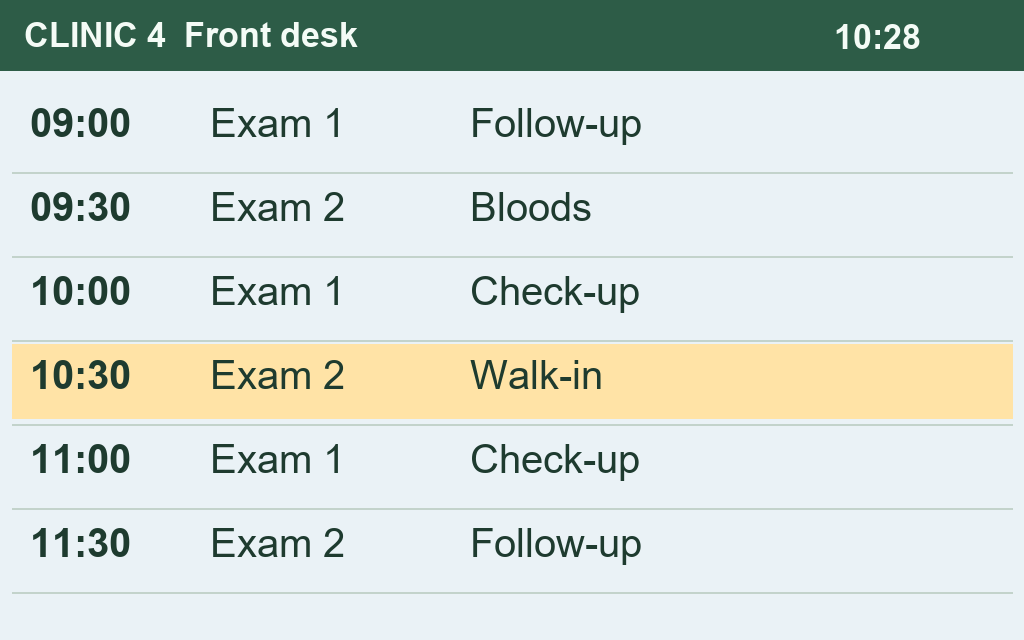 CLINIC 4 Front desk 10:28
09:00 Exam 1 Follow-up
09:30 Exam 2 Bloods
10:00 Exam 1 Check-up
10:30 Exam 2 Walk-in
11:00 Exam 1 Check-up
11:30 Exam 2 Follow-up